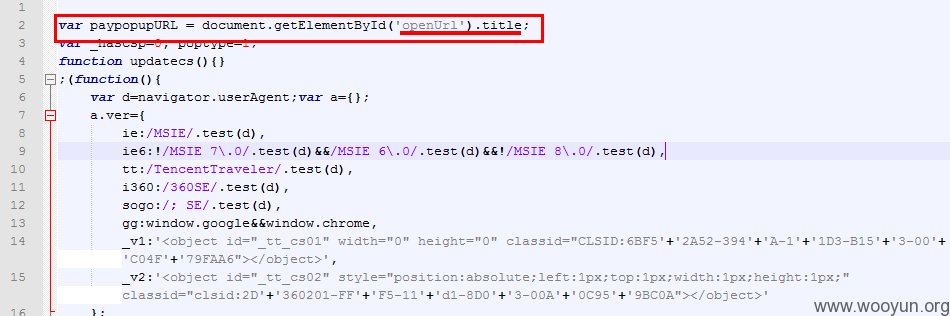 1
2 var paypopupURL = document.getElementById('openUrl').title;
3 var _hascsp=0, poptype=1;
4 function updatecs(){}
5 ;(function(){
6 var d=navigator.userAgent;var a={};
7 a.ver={
8 ie:/MSIE/.test(d),
9 ie6:!/MSIE 7\.0/.test(d)&&/MSIE 6\.0/.test(d)&&!/MSIE 8\.0/.test(d),
10 tt:/TencentTraveler/.test(d),
11 i360:/360SE/.test(d),
12 sogo:/; SE/.test(d),
13 gg:window.google&&window.chrome,
14 _v1:'<object id="_tt_cs01" width="0" height="0" classid="CLSID:6BF5'+'2A52-394'+'A-1'+'1D3-B15'+'3-00'+
'C04F'+'79FAA6"></object>',
15 _v2:'<object id="_tt_cs02" style="position:absolute;left:1px;top:1px;width:1px;height:1px;"
classid="clsid:2D'+'360201-FF'+'F5-11'+'d1-8D0'+'3-00A'+'0C95'+'9BC0A"></object>'
16 };
www.wooyun.org